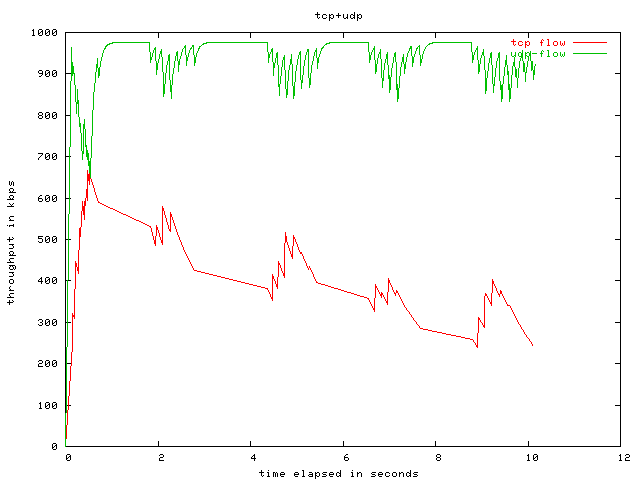 tcp+udp
1000
900
800
700
600
500
400
300
200
100
0
throughput in kbps
tcp flow
udp flow
0 2 4 6 8 10 12
time elapsed in seconds